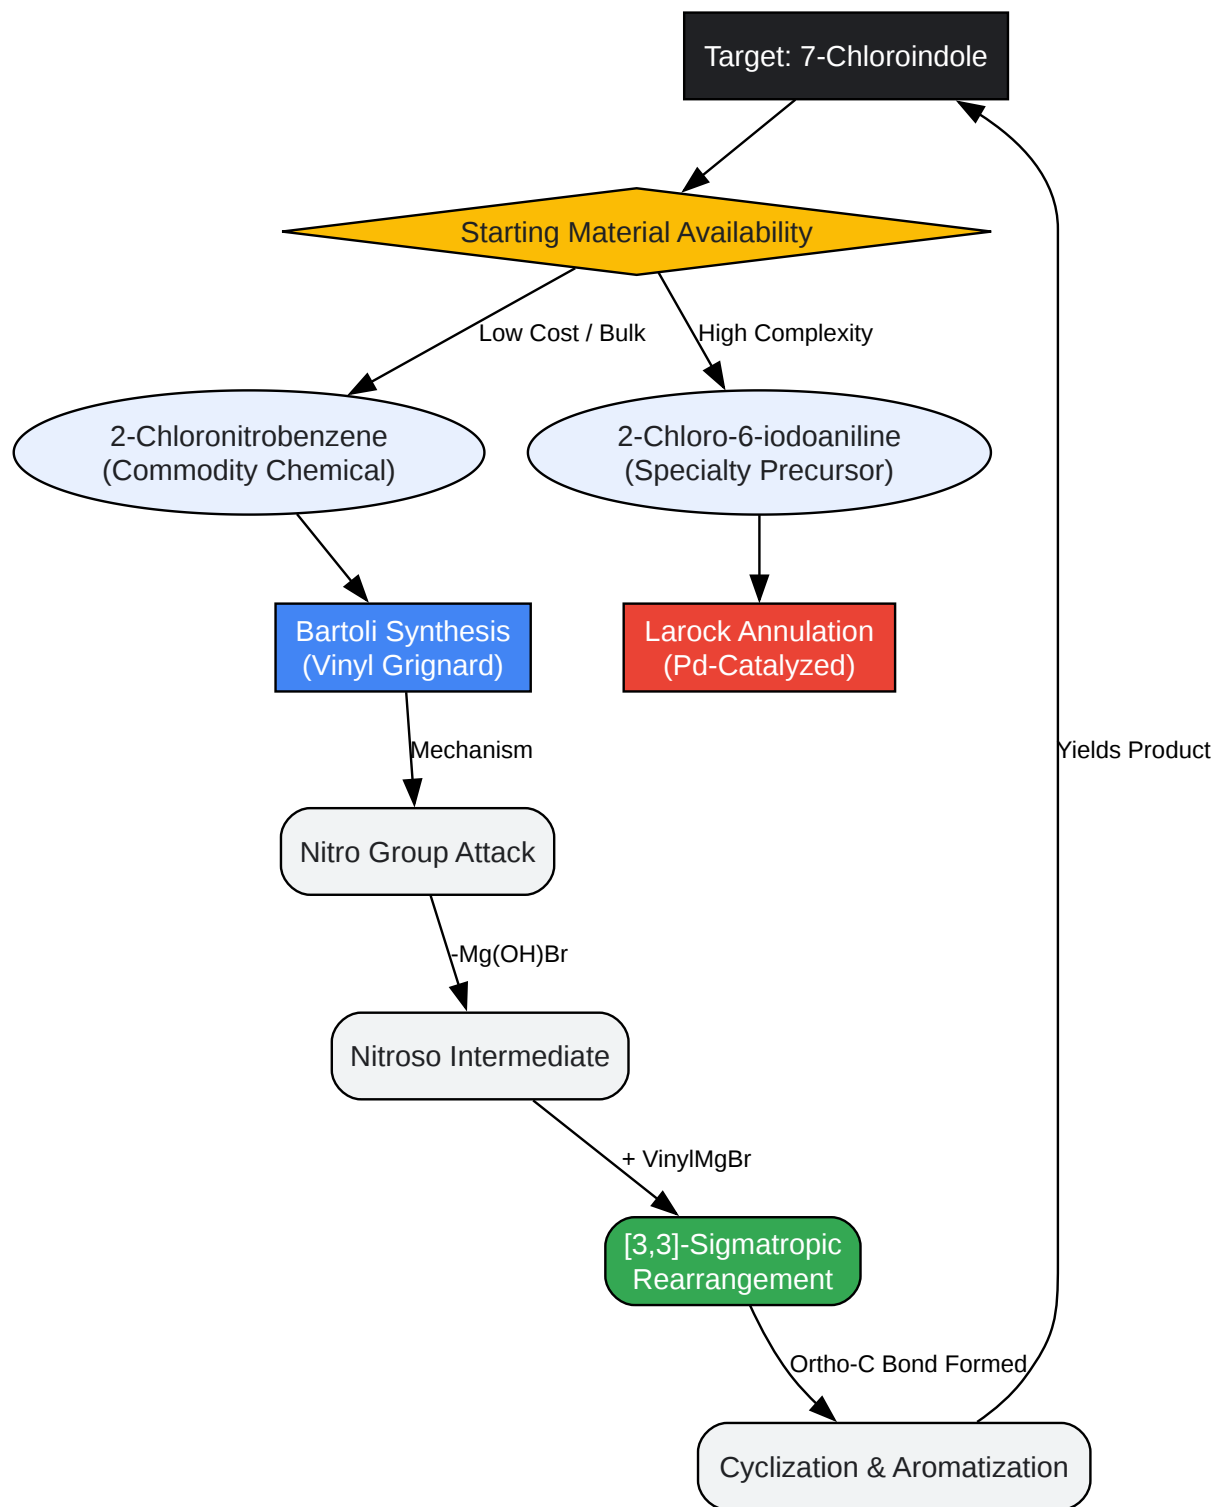 Target: 7-Chloroindole
Starting Material Availability
Low Cost / Bulk
High Complexity
2-Chloronitrobenzene
(Commodity Chemical)
2-Chloro-6-iodoaniline
(Specialty Precursor)
Bartoli Synthesis
(Vinyl Grignard)
Larock Annulation
(Pd-Catalyzed)
Mechanism
Yields Product
Nitro Group Attack
-Mg(OH)Br
Nitroso Intermediate
+ VinylMgBr
[3,3]-Sigmatropic
Rearrangement
Ortho-C Bond Formed
Cyclization & Aromatization